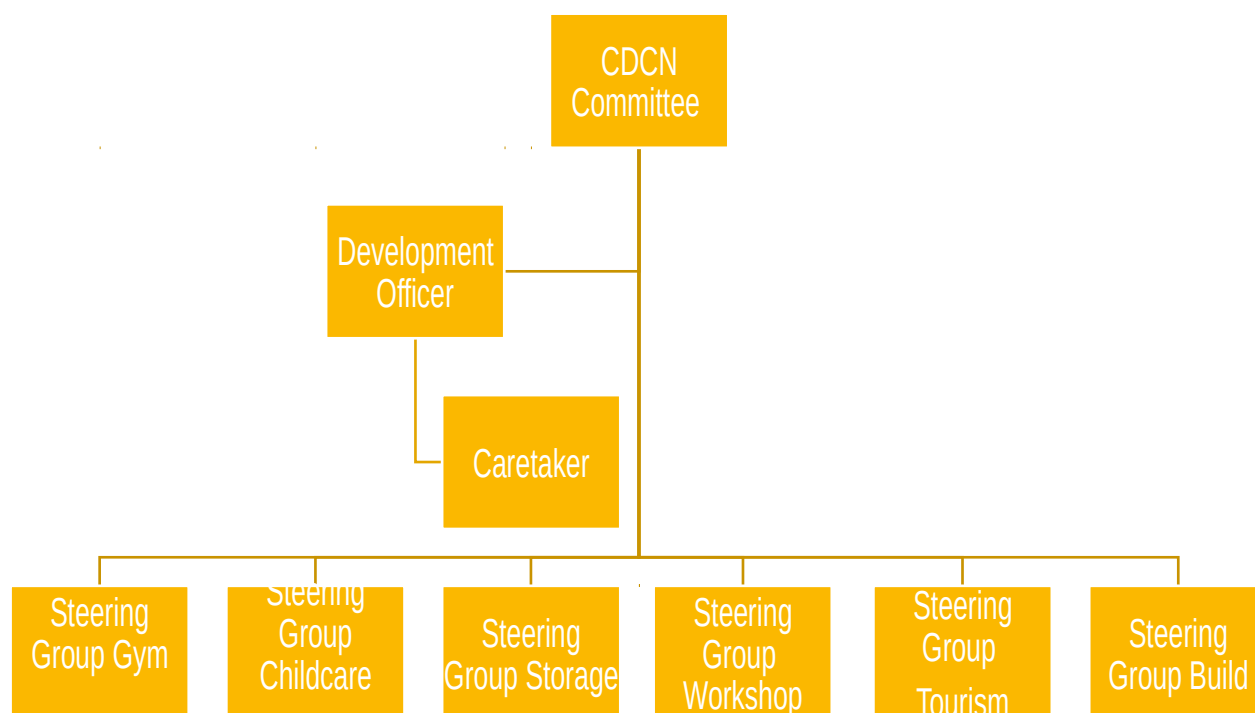 CDCN
Committee
Development
Officer
Caretaker
Steering
Group Gym
Steering
Group
Childcare
Steering
Group Storage
Steering
Group
Workshop
Steering
Group
Tourism
Steering
Group Build